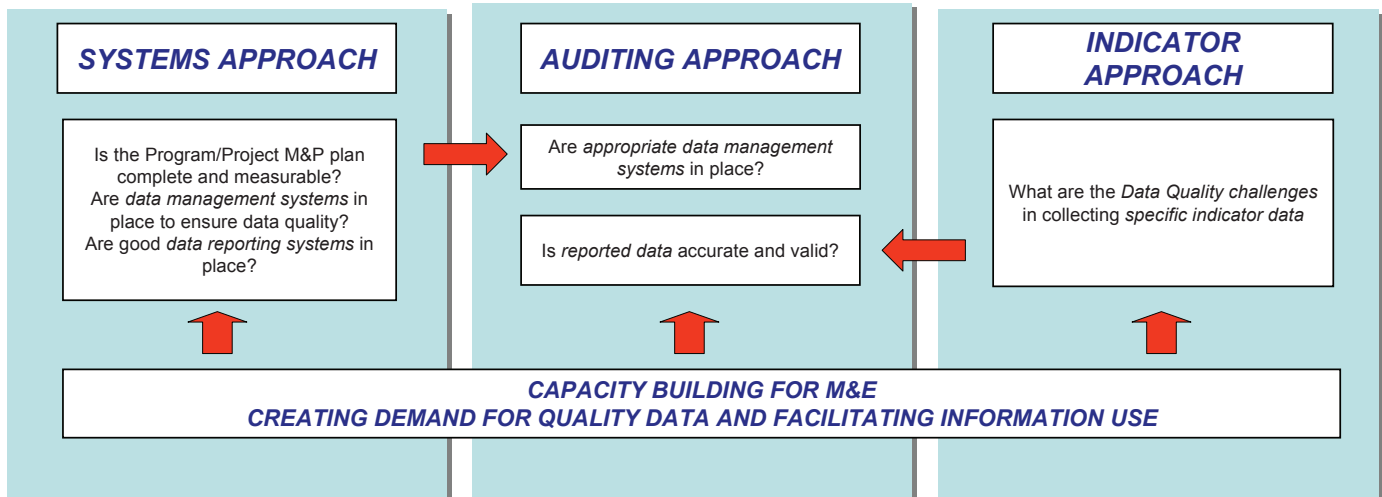 SYSTEMS APPROACH
Is the Program/Project M&P plan
complete and measurable?
Are data management systems in
place to ensure data quality?
Are good data reporting systems in
place?
AUDITING APPROACH
Are appropriate data management
systems in place?
Is reported data accurate and valid?
INDICATOR
APPROACH
What are the Data Quality challenges
in collecting specific indicator data
CAPACITY BUILDING FOR M&E
CREATING DEMAND FOR QUALITY DATA AND FACILITATING INFORMATION USE